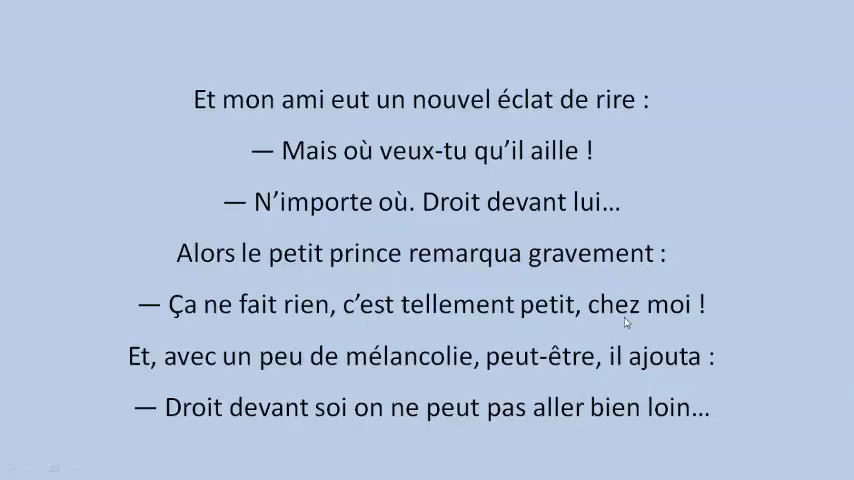 Et mon ami eut un nouvel éclat de rire :
— Mais où veux-tu qu’il aille !
— N’importe où. Droit devant lui…
Alors le petit prince remarqua gravement :
— Ça ne fait rien, c’est tellement petit, chez moi !
Et, avec un peu de mélancolie, peut-être, il ajouta :
— Droit devant soi on ne peut pas aller bien loin…